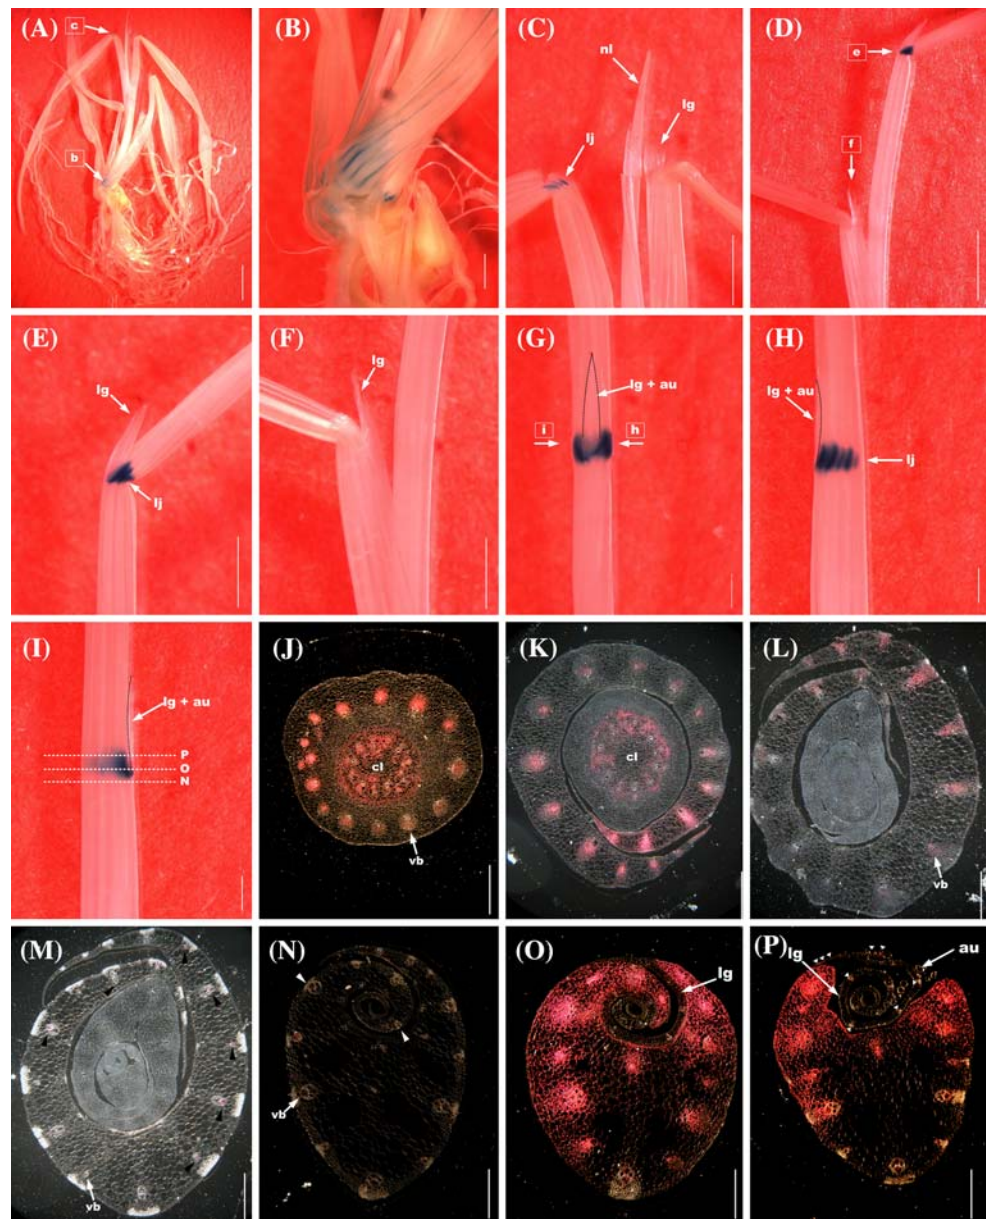 (A)
c
b
(B)
(C)
nl
lg
lj
(D)
e
f
(E)
lg
lj
(F)
lg
(G)
lg + au
i
h
(H)
lg + au
lj
(I)
lg + au
P
O
N
(J)
cl
vb
(K)
cl
(L)
vb
(M)
vb
(N)
vb
(O)
lg
(P)
lg
au